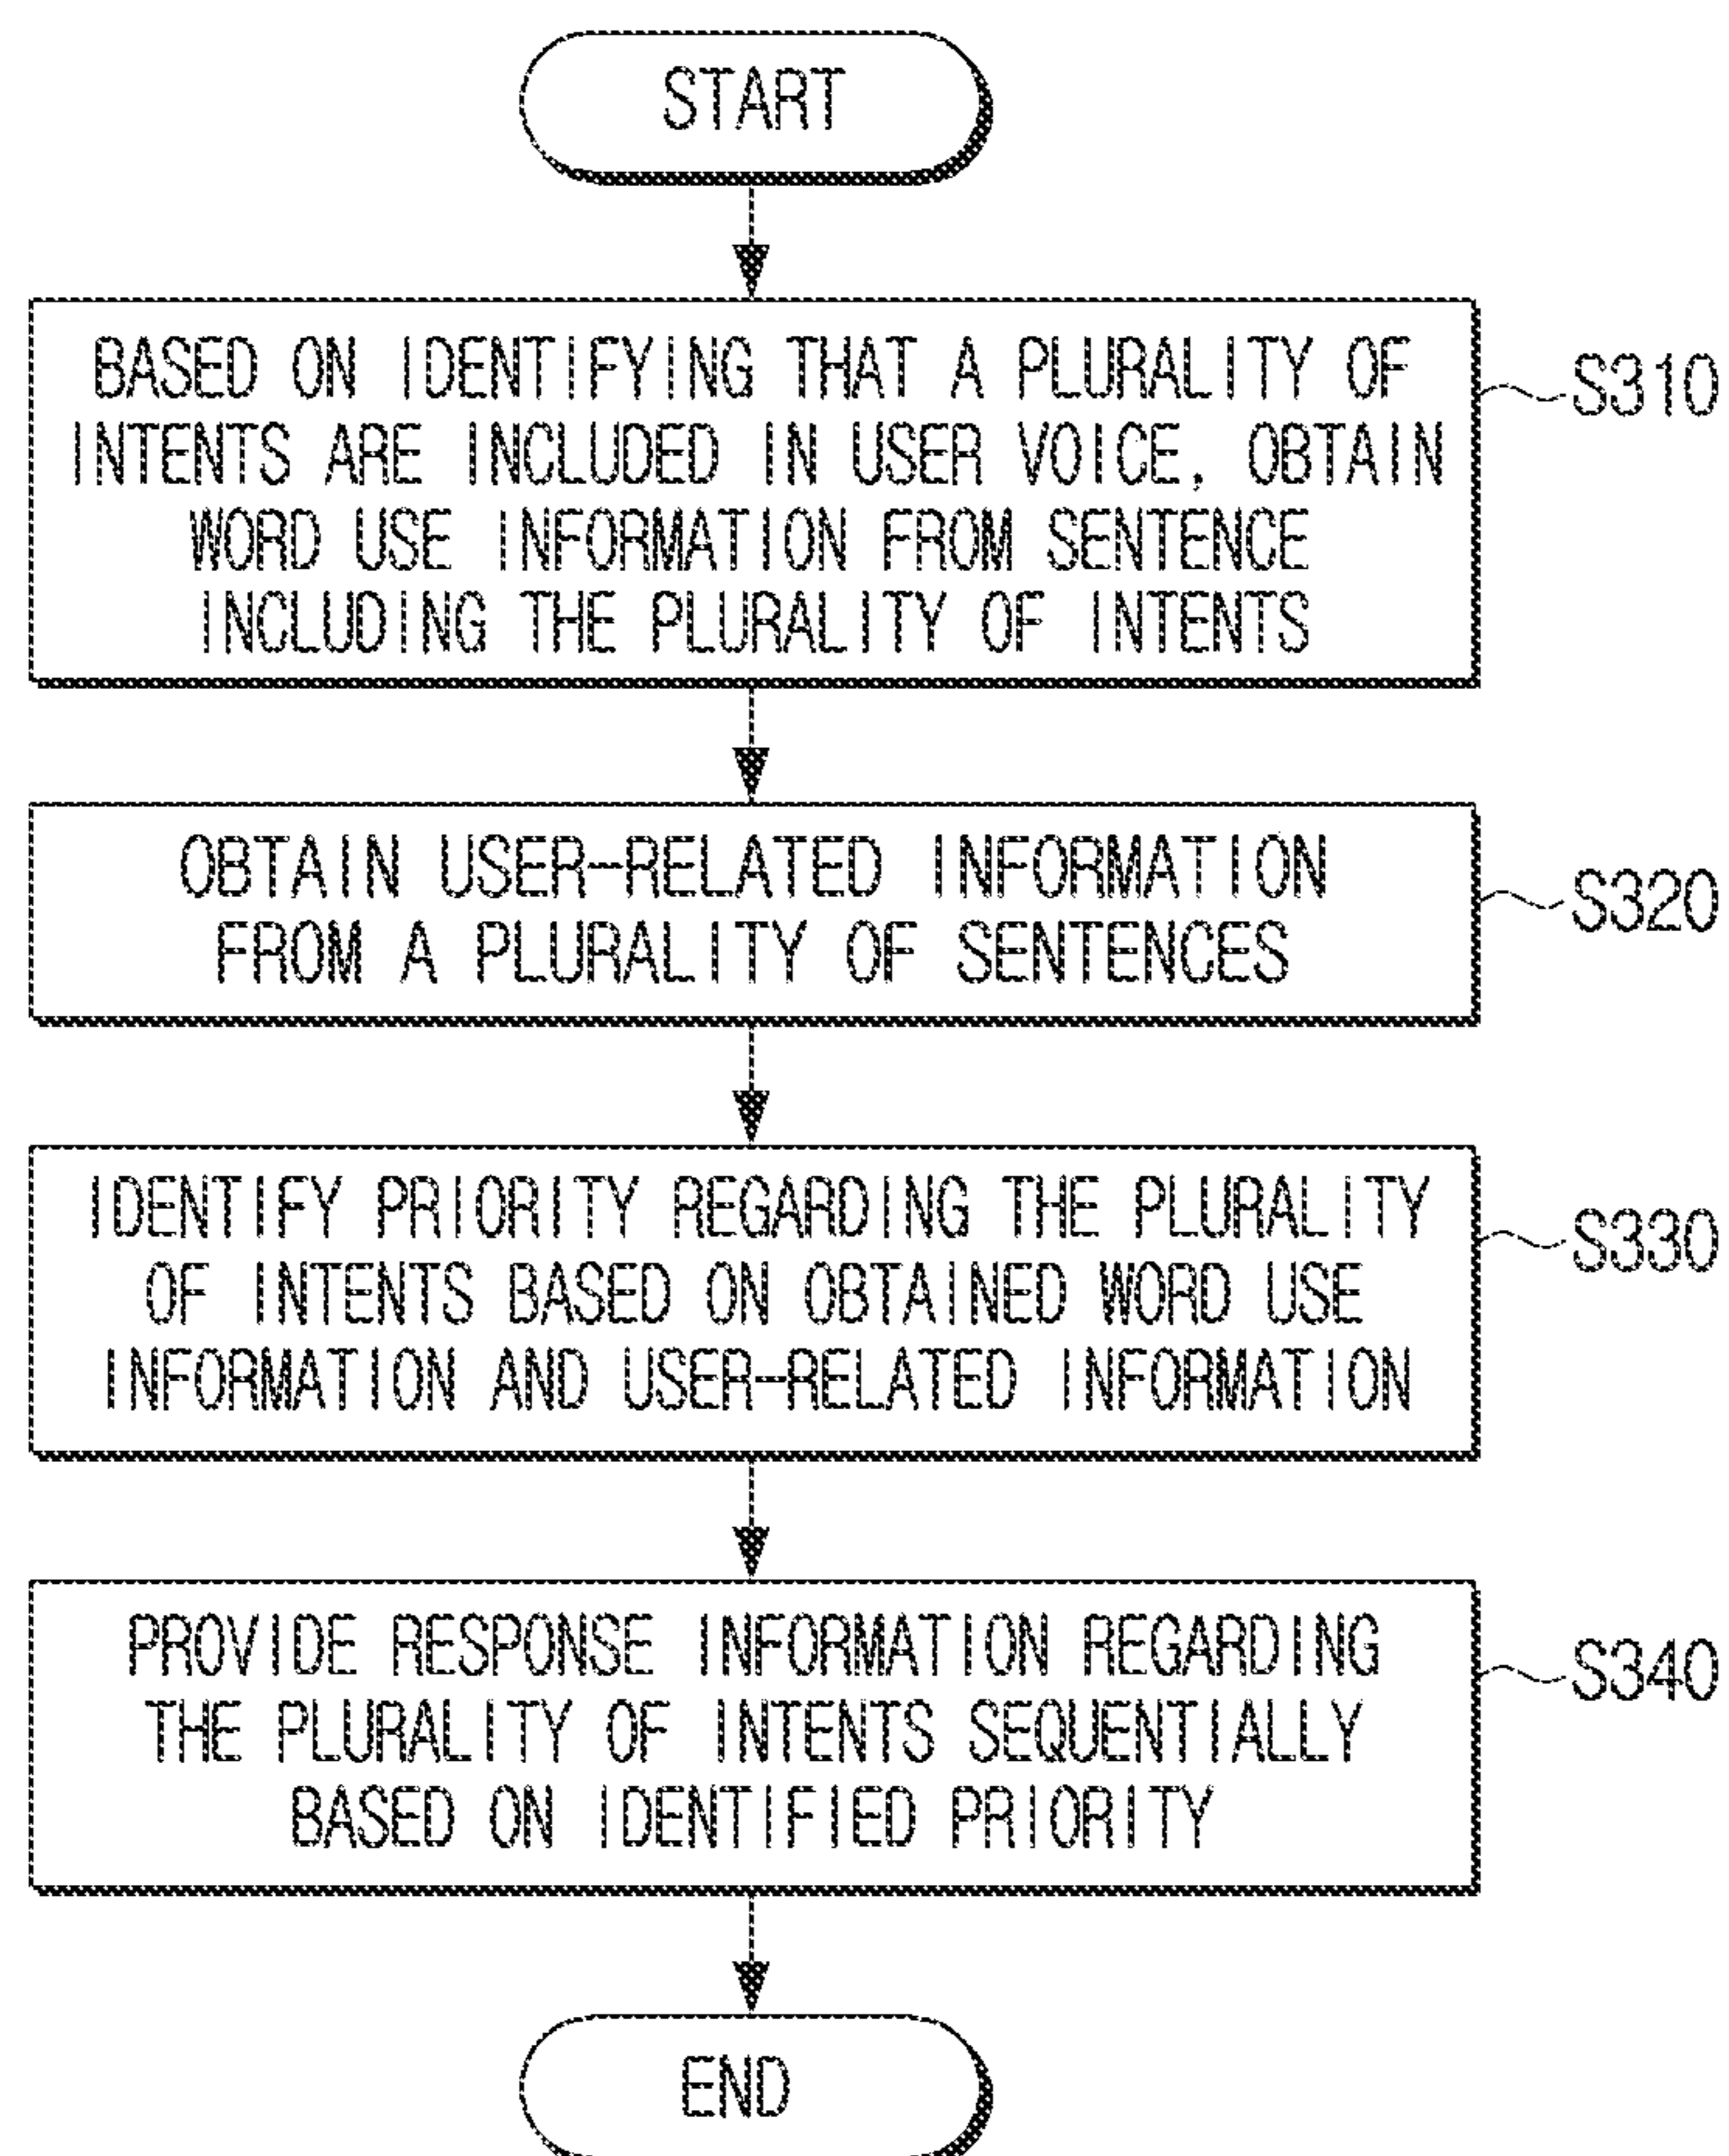 START
BASED ON IDENTIFYING THAT A PLURALITY OF
INTENTS ARE INCLUDED IN USER VOICE, OBTAIN
WORD USE INFORMATION FROM SENTENCE
INCLUDING THE PLURALITY OF INTENTS
S310
OBTAIN USER-RELATED INFORMATION
FROM A PLURALITY OF SENTENCES
S320
IDENTIFY PRIORITY REGARDING THE PLURALITY
OF INTENTS BASED ON OBTAINED WORD USE
INFORMATION AND USER-RELATED INFORMATION
S330
PROVIDE RESPONSE INFORMATION REGARDING
THE PLURALITY OF INTENTS SEQUENTIALLY
BASED ON IDENTIFIED PRIORITY
S340
END